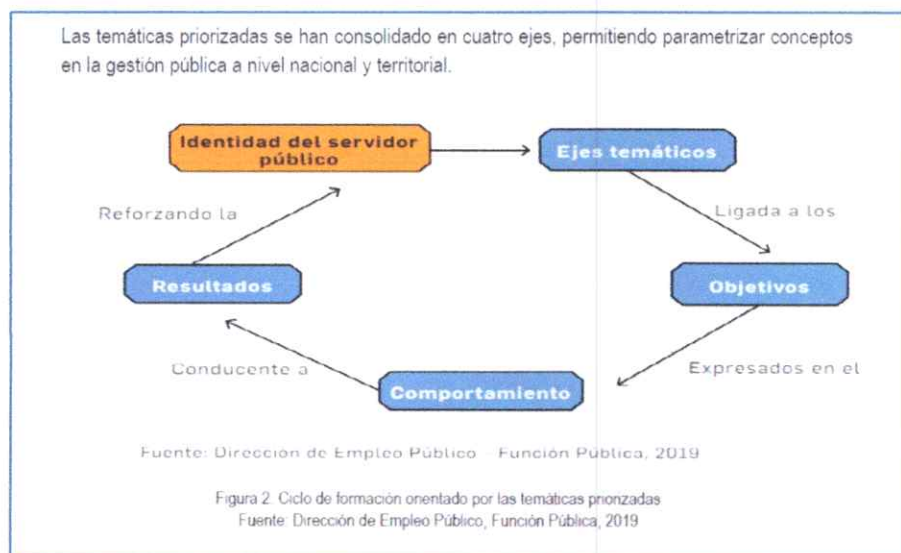 Las temáticas priorizadas se han consolidado en cuatro ejes, permitiendo parametrizar conceptos
en la gestión pública a nivel nacional y territorial.
Identidad del servidor
público
Ejes temáticos
Reforzando la
Ligada a los
Resultados
Objetivos
Conducente a
Expresados en el
Comportamiento
Fuente: Dirección de Empleo Público - Función Pública, 2019
Figura 2. Ciclo de formación orientado por las temáticas priorizadas
Fuente: Dirección de Empleo Público, Función Pública, 2019